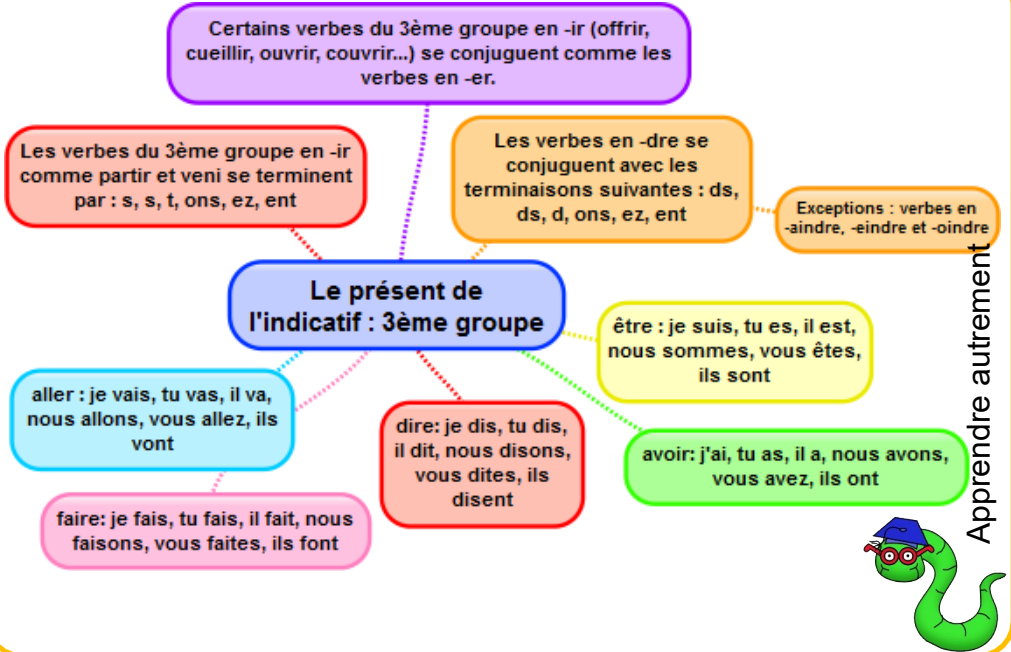 Certains verbes du 3ème groupe en -ir (offrir,
cueillir, ouvrir, couvrir...) se conjuguent comme les
verbes en -er.
Les verbes du 3ème groupe en -ir
comme partir et veni se terminent
par : s, s, t, ons, ez, ent
Les verbes en -dre se
conjuguent avec les
terminaisons suivantes : ds,
ds, d, ons, ez, ent
Exceptions : verbes en
-aindre, -eindre et -oindre
Le présent de
l'indicatif : 3ème groupe
être : je suis, tu es, il est,
nous sommes, vous êtes,
ils sont
aller : je vais, tu vas, il va,
nous allons, vous allez, ils
vont
dire: je dis, tu dis,
il dit, nous disons,
vous dites, ils
disent
avoir: j'ai, tu as, il a, nous avons,
vous avez, ils ont
faire: je fais, tu fais, il fait, nous
faisons, vous faites, ils font
Apprendre autrement